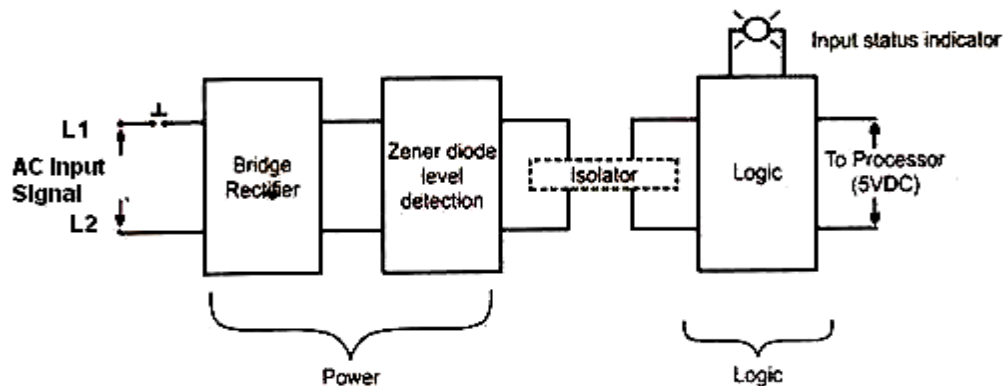 L1
AC Input
Signal
L2
Bridge
Rectifier
Zener diode
level
detection
Isolator
Logic
Input status indicator
To Processor
(5VDC)
Power
Logic